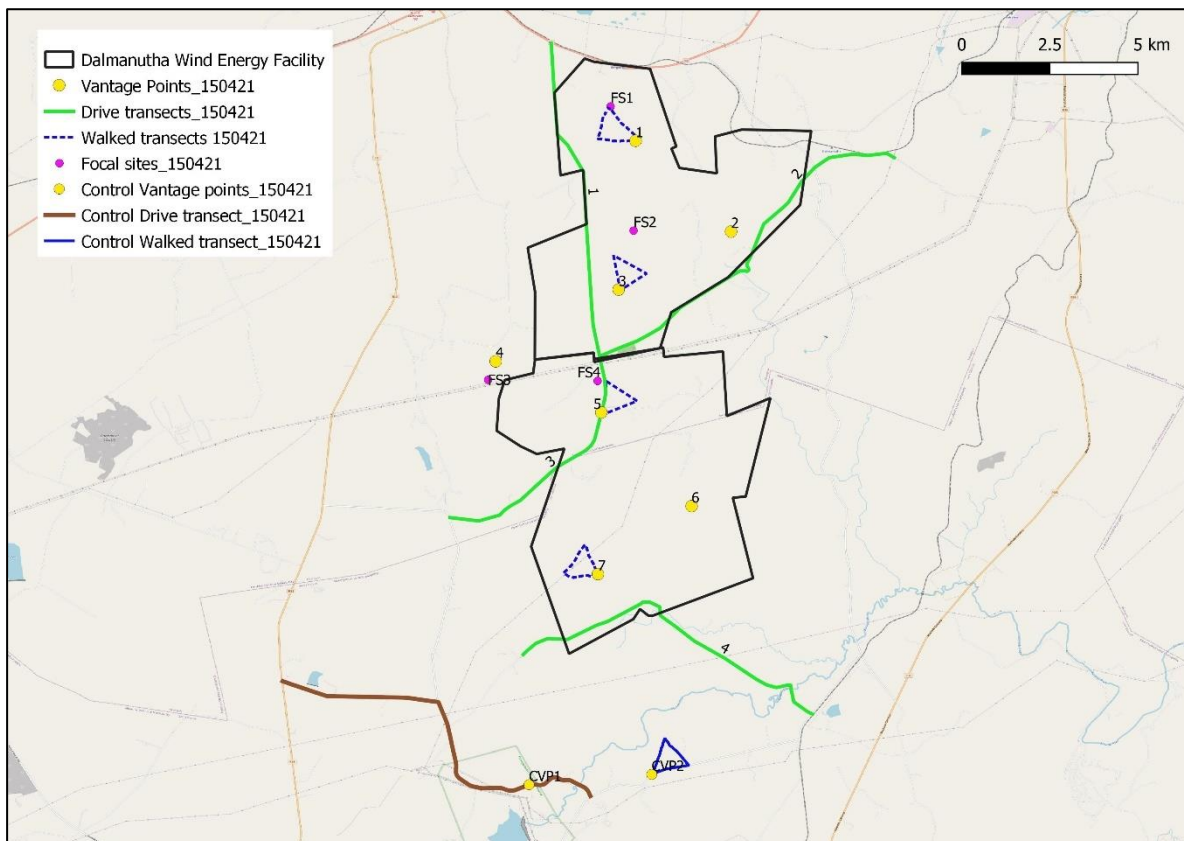 Dalmanutha Wind Energy Facility
Vantage Points_150421
Drive transects_150421
Walked transects 150421
Focal sites_150421
Control Vantage points_150421
Control Drive transect_150421
Control Walked transect_150421
0 2.5 5 km
FS1
1
2
1
FS2
2
3
4
FS3
FS4
5
3
6
7
4
CVP1
CVP2